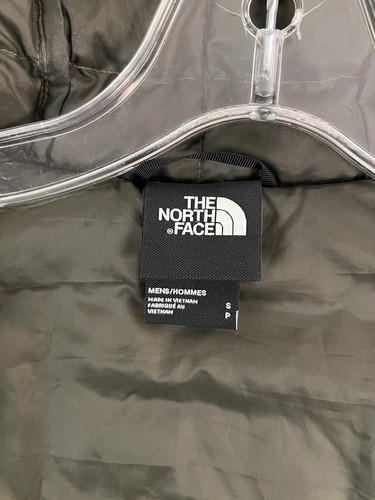 THE
NORTH
®FACE
MENS/HOMMES
MADE IN VIETNAM
FABRIQUÉ AU
VIETNAM
S
P